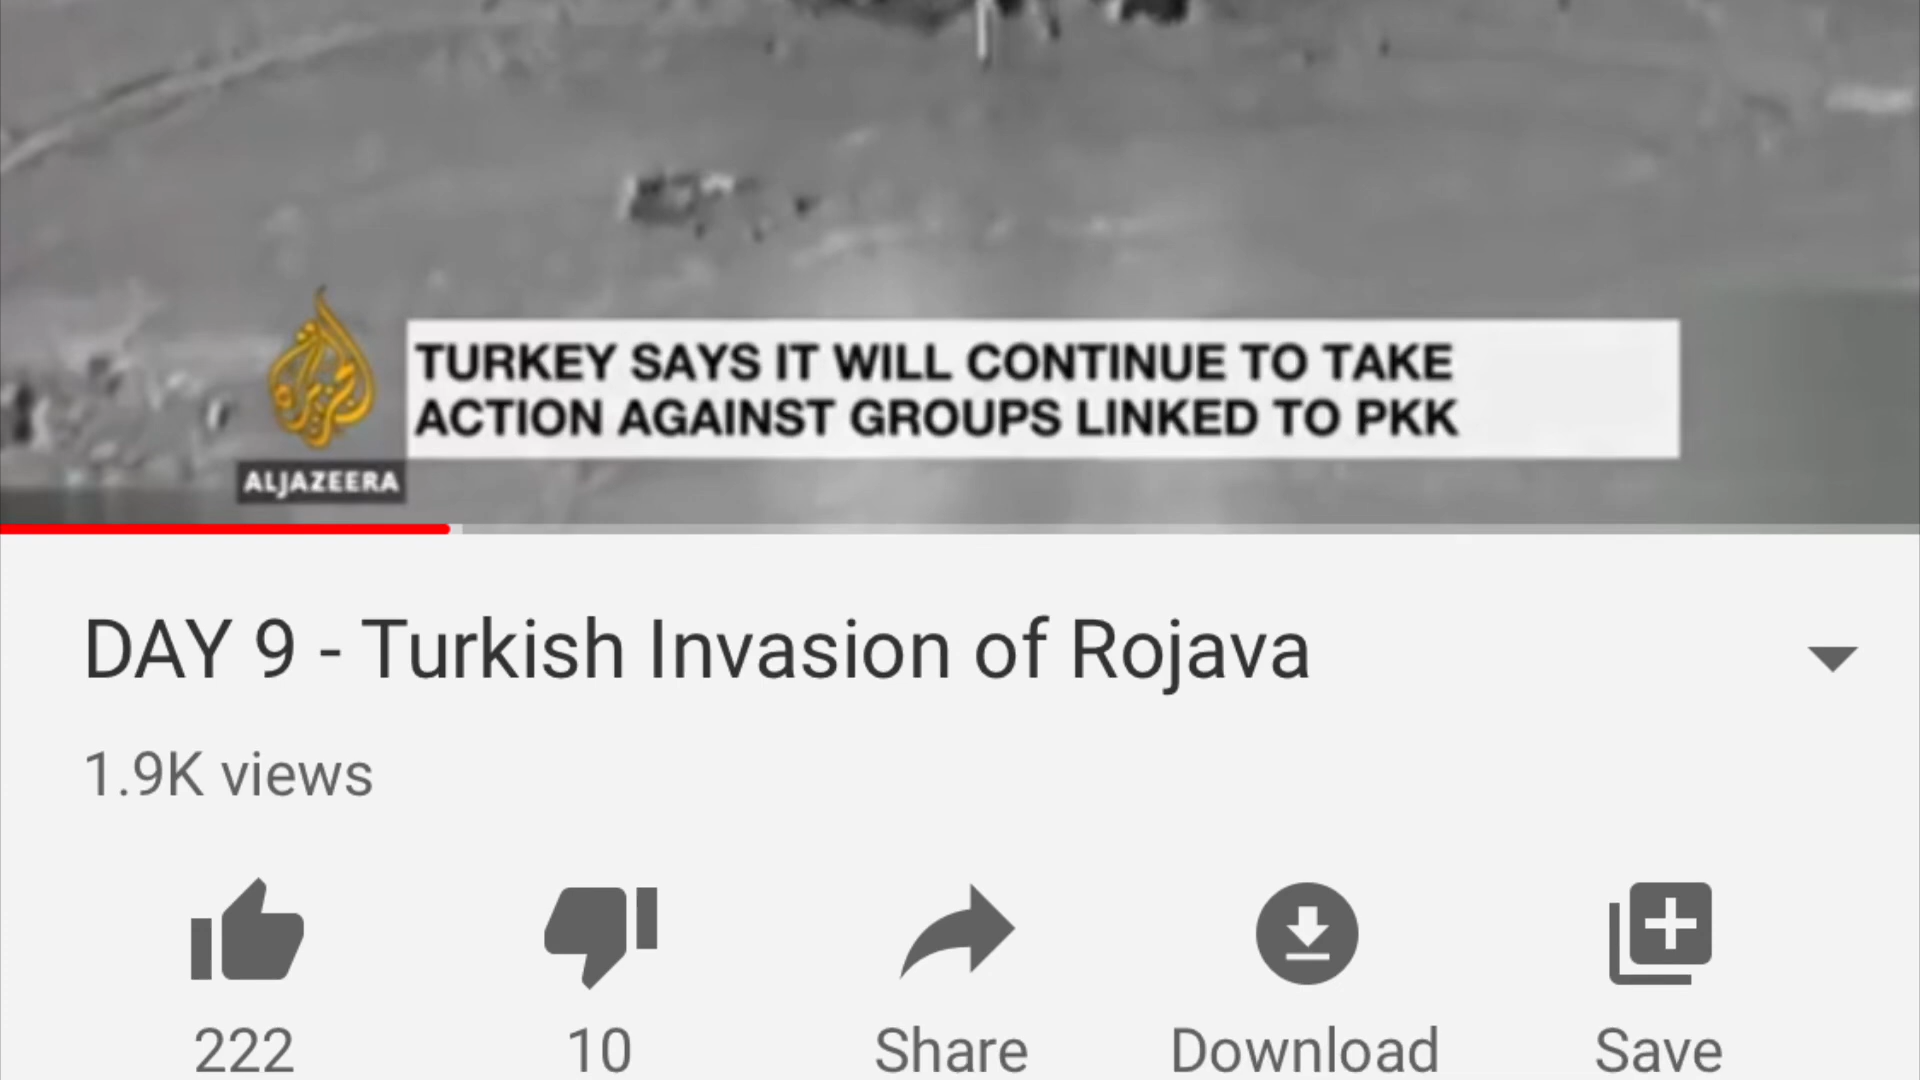 TURKEY SAYS IT WILL CONTINUE TO TAKE
ACTION AGAINST GROUPS LINKED TO PKK
الجزيرة
ALJAZEERA
DAY 9 - Turkish Invasion of Rojava
1.9K views
222
10
Share
Download
Save